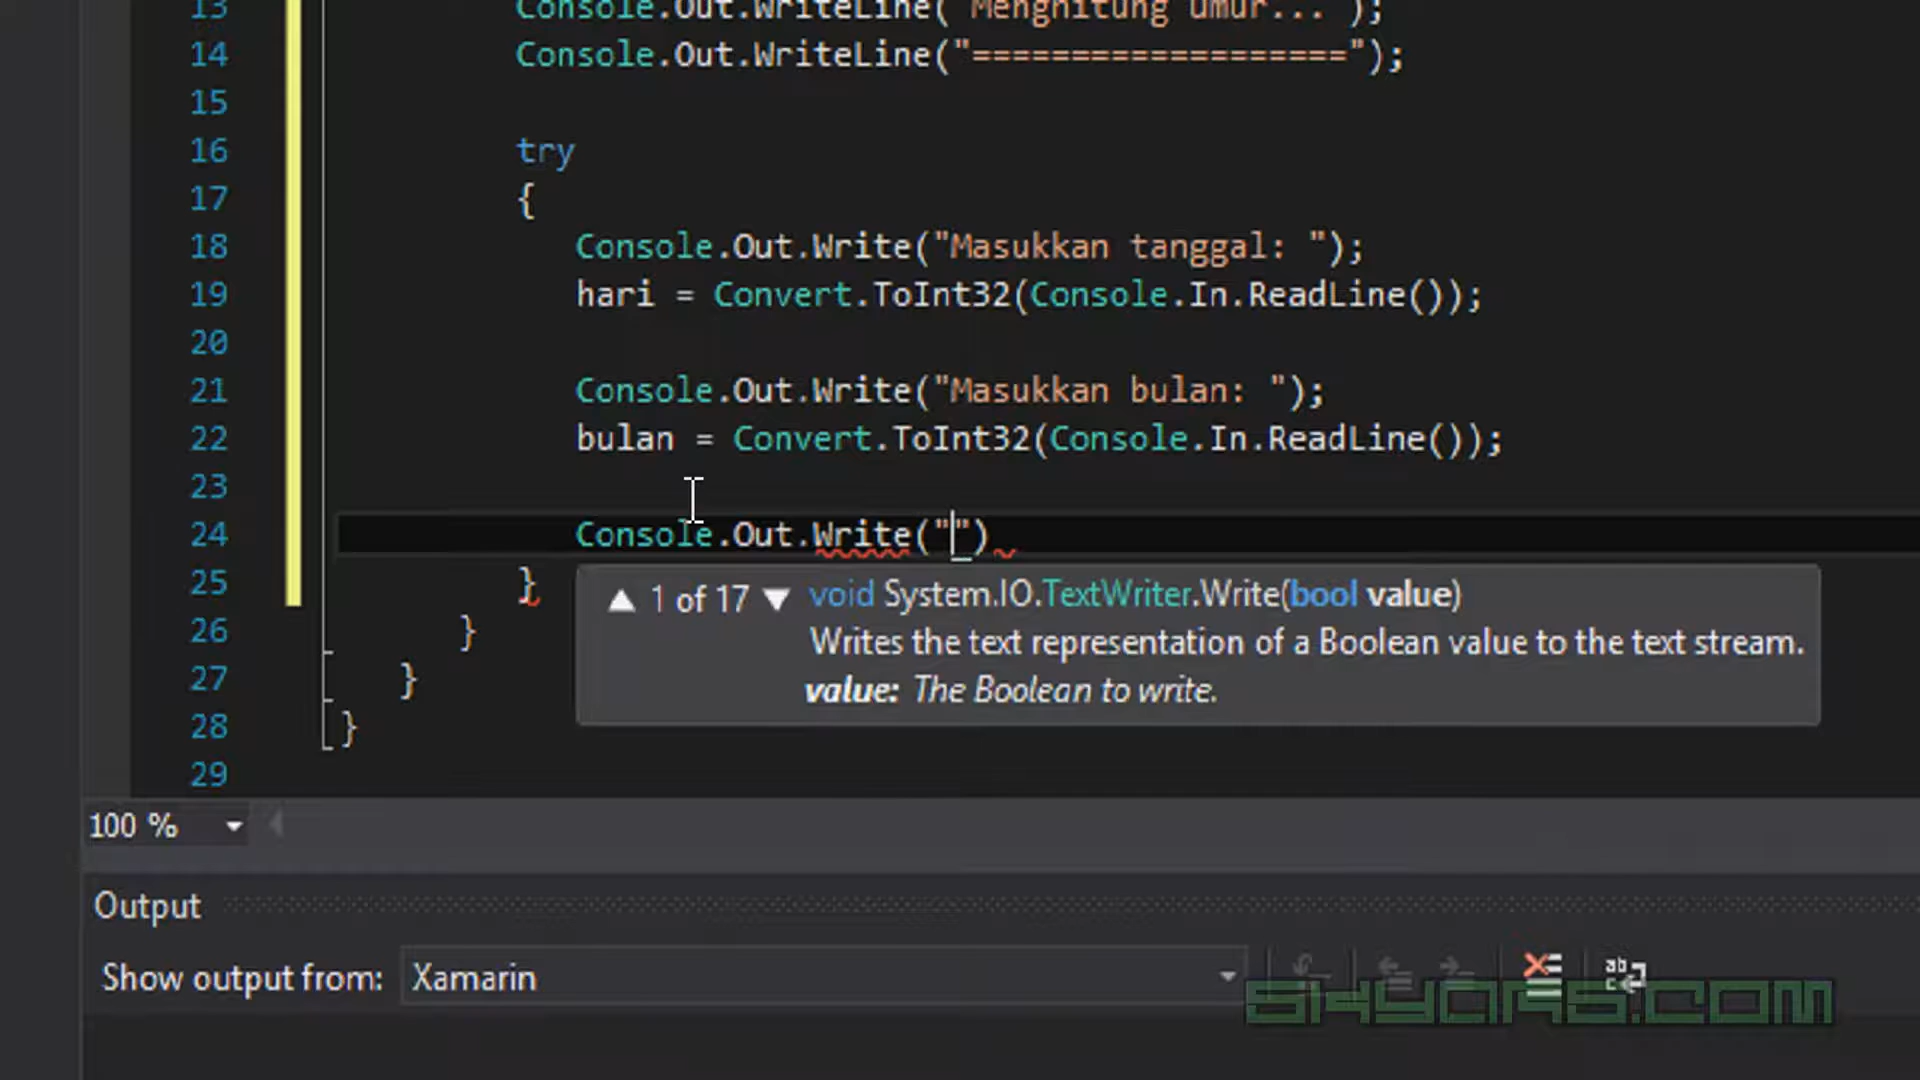 13 Console.Out.WriteLine("Menghitung umur...");
14 Console.Out.WriteLine("===================");
15
16 try
17 {
18 Console.Out.Write("Masukkan tanggal: ");
19 hari = Convert.ToInt32(Console.In.ReadLine());
20
21 Console.Out.Write("Masukkan bulan: ");
22 bulan = Convert.ToInt32(Console.In.ReadLine());
23
24 Console.Out.Write("")
25 }
1 of 17 void System.IO.TextWriter.Write(bool value)
Writes the text representation of a Boolean value to the text stream.
value: The Boolean to write.
26 }
27 }
28 }
29
100 %
Output
Show output from: Xamarin